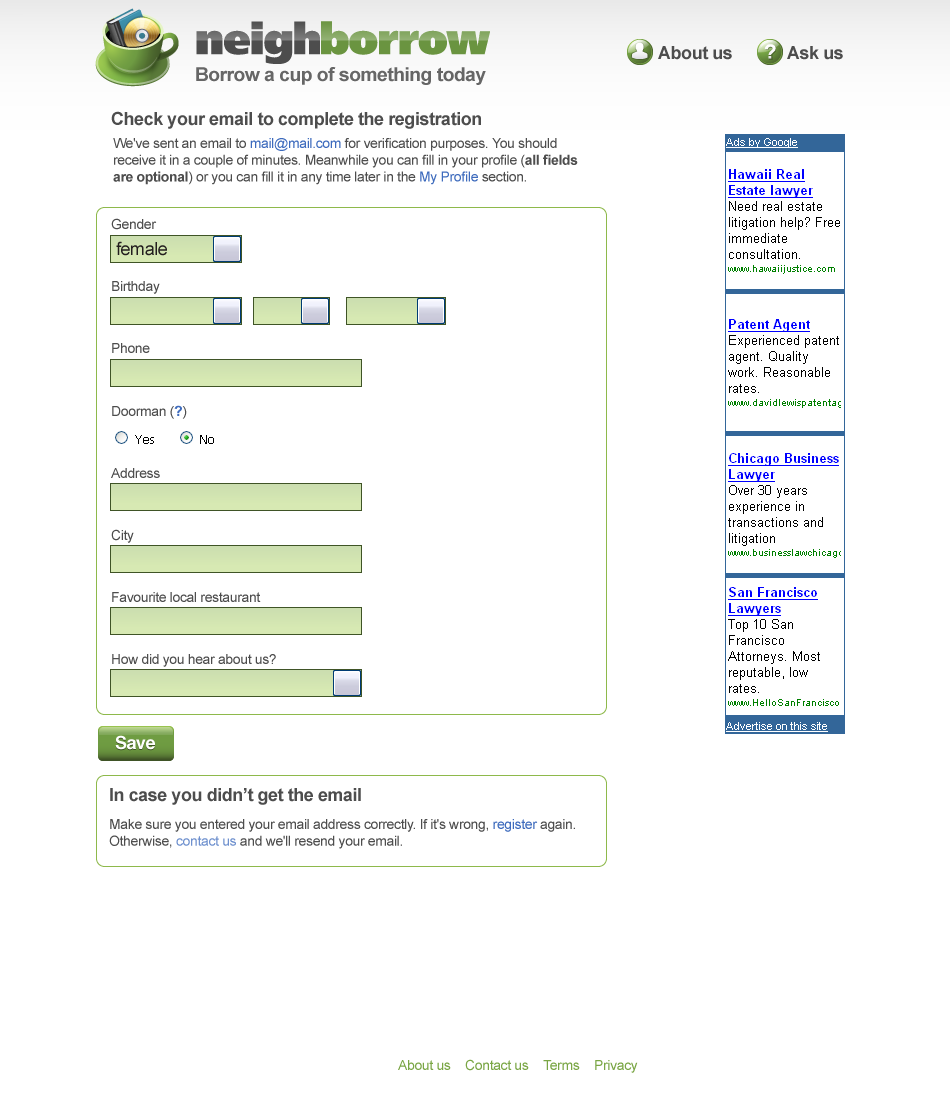 neighborrow
Borrow a cup of something today
About us
? Ask us
Check your email to complete the registration
We've sent an email to mail@mail.com for verification purposes. You should
receive it in a couple of minutes. Meanwhile you can fill in your profile (all fields
are optional) or you can fill it in any time later in the My Profile section.
Gender
female
Birthday
Phone
Doorman (?)
Yes No
Address
City
Favourite local restaurant
How did you hear about us?
Save
In case you didn’t get the email
Make sure you entered your email address correctly. If it's wrong, register again.
Otherwise, contact us and we'll resend your email.
Ads by Google
Hawaii Real
Estate lawyer
Need real estate
litigation help? Free
immediate
consultation.
www.hawaiijustice.com
Patent Agent
Experienced patent
agent. Quality
work. Reasonable
rates.
www.davidlewispatentag
Chicago Business
Lawyer
Over 30 years
experience in
transactions and
litigation
www.businesslawchicago
San Francisco
Lawyers
Top 10 San
Francisco
Attorneys. Most
reputable, low
rates.
www.HelloSanFrancisco
Advertise on this site
About us Contact us Terms Privacy